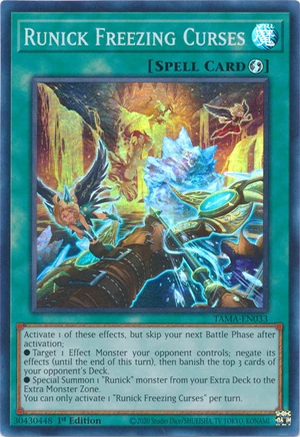 Runick Freezing Curses
SPELL
[Spell Card]
TAMA-EN033
Activate 1 of these effects, but skip your next Battle Phase after
activation;
●Target 1 Effect Monster your opponent controls; negate its
effects (until the end of this turn), then banish the top 3 cards of
your opponent's Deck.
●Special Summon 1 "Runick" monster from your Extra Deck to the
Extra Monster Zone.
You can only activate 1 "Runick Freezing Curses" per turn.
30430448 1st Edition ©2020 Studio Dice/SHUEISHA, TV TOKYO, KONAMI